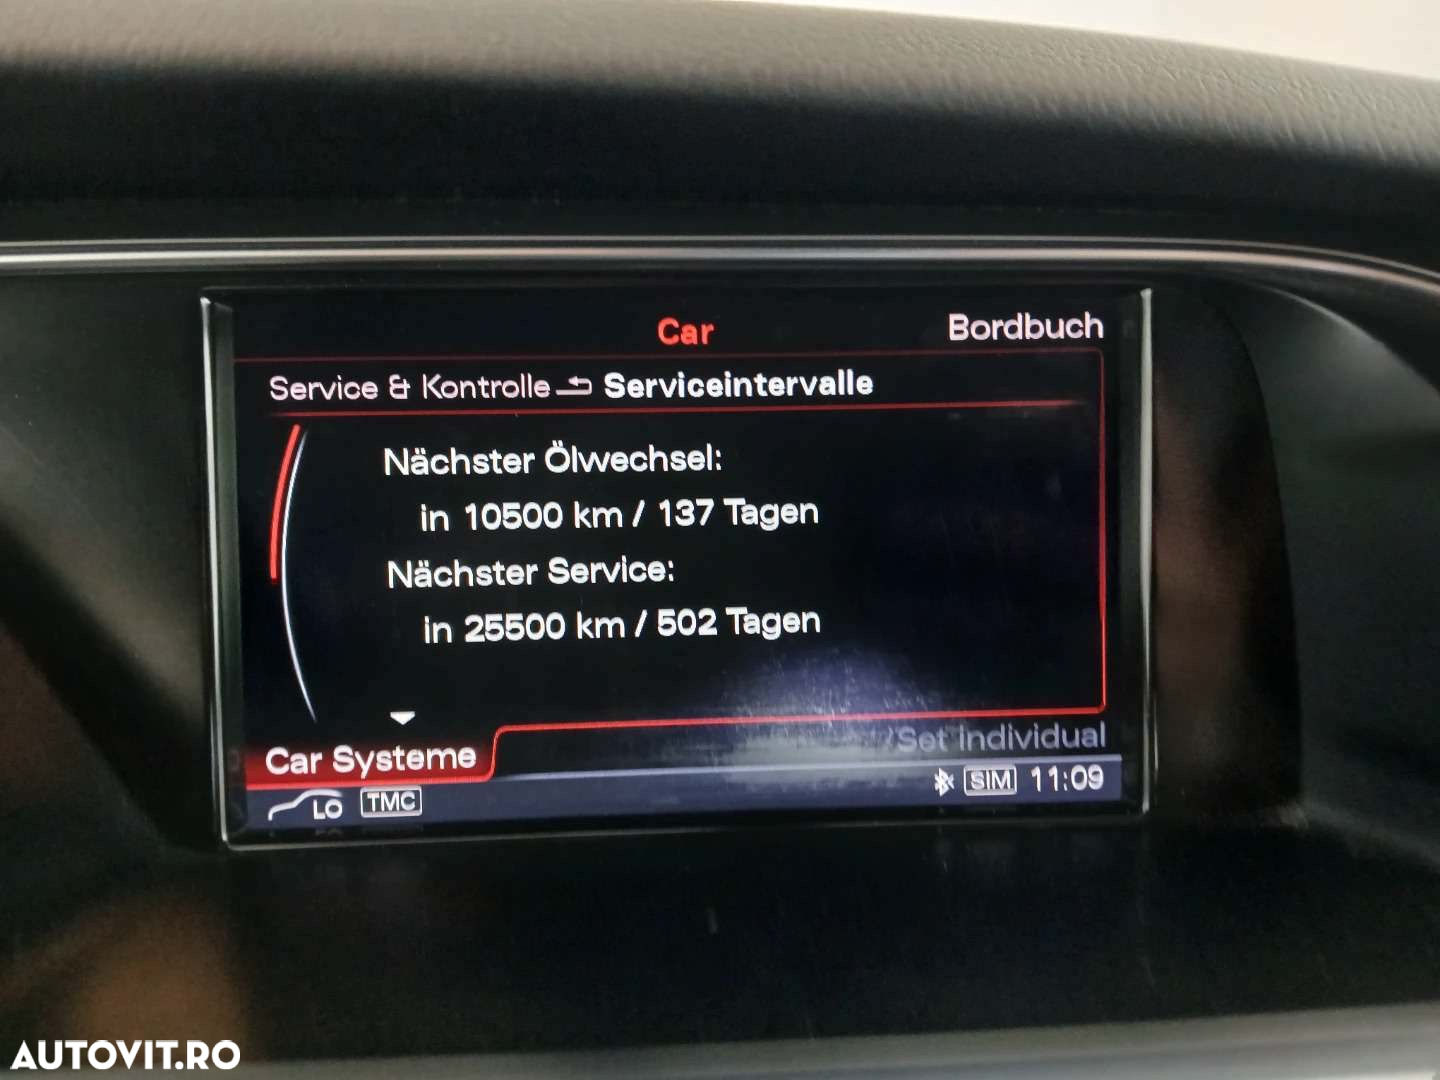 Car
Bordbuch
Service & Kontrolle Serviceintervalle
Nächster Ölwechsel:
in 10500 km / 137 Tagen
Nächster Service:
in 25500 km / 502 Tagen
Set individual
Car Systeme
LO TMC
SIM 11:09
AUTOVIT.RO